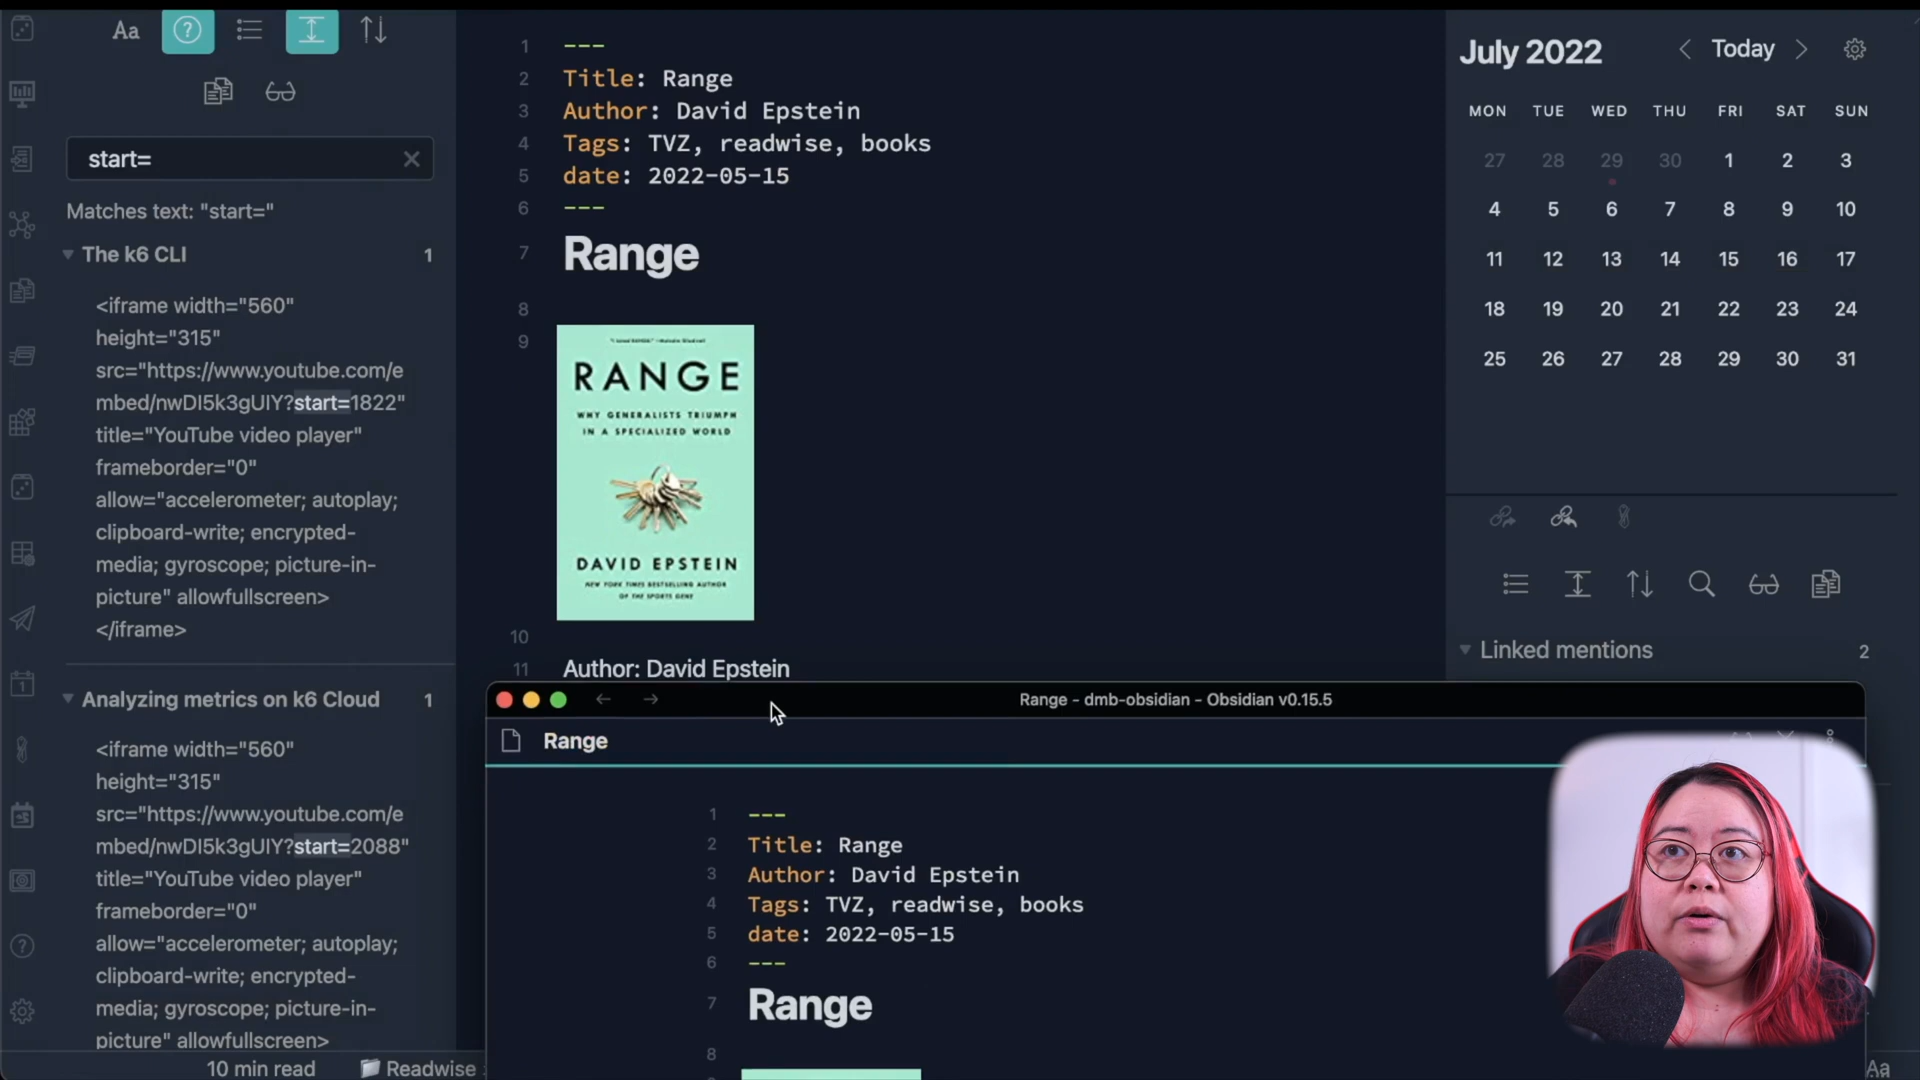 Aa
start=
Matches text: "start="
The k6 CLI 1
<iframe width="560"
height="315"
src="https://www.youtube.com/e
mbed/nwDI5k3gUIY?start=1822"
title="YouTube video player"
frameborder="0"
allow="accelerometer; autoplay;
clipboard-write; encrypted-
media; gyroscope; picture-in-
picture" allowfullscreen>
</iframe>
Analyzing metrics on k6 Cloud 1
<iframe width="560"
height="315"
src="https://www.youtube.com/e
mbed/nwDI5k3gUIY?start=2088"
title="YouTube video player"
frameborder="0"
allow="accelerometer; autoplay;
clipboard-write; encrypted-
media; gyroscope; picture-in-
picture" allowfullscreen>
10 min read Readwise
1 ---
2 Title: Range
3 Author: David Epstein
4 Tags: TVZ, readwise, books
5 date: 2022-05-15
6 ---
7 Range
8
9
RANGE
WHY GENERALISTS TRIUMPH
IN A SPECIALIZED WORLD
DAVID EPSTEIN
NEW YORK TIMES BESTSELLING AUTHOR
OF THE SPORTS GENE
10
11 Author: David Epstein
Range - dmb-obsidian - Obsidian v0.15.5
Range
1 ---
2 Title: Range
3 Author: David Epstein
4 Tags: TVZ, readwise, books
5 date: 2022-05-15
6 ---
7 Range
8
July 2022 Today
MON TUE WED THU FRI SAT SUN
27 28 29 30 1 2 3
4 5 6 7 8 9 10
11 12 13 14 15 16 17
18 19 20 21 22 23 24
25 26 27 28 29 30 31
Linked mentions 2
Aa